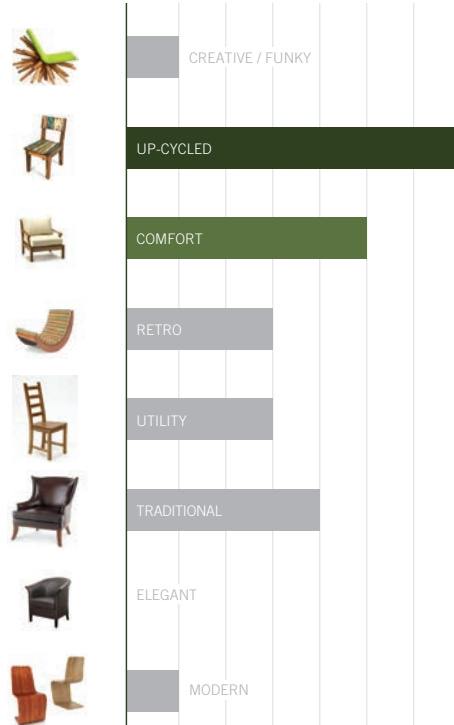 CREATIVE / FUNKY
UP-CYCLED
COMFORT
RETRO
UTILITY
TRADITIONAL
ELEGANT
MODERN